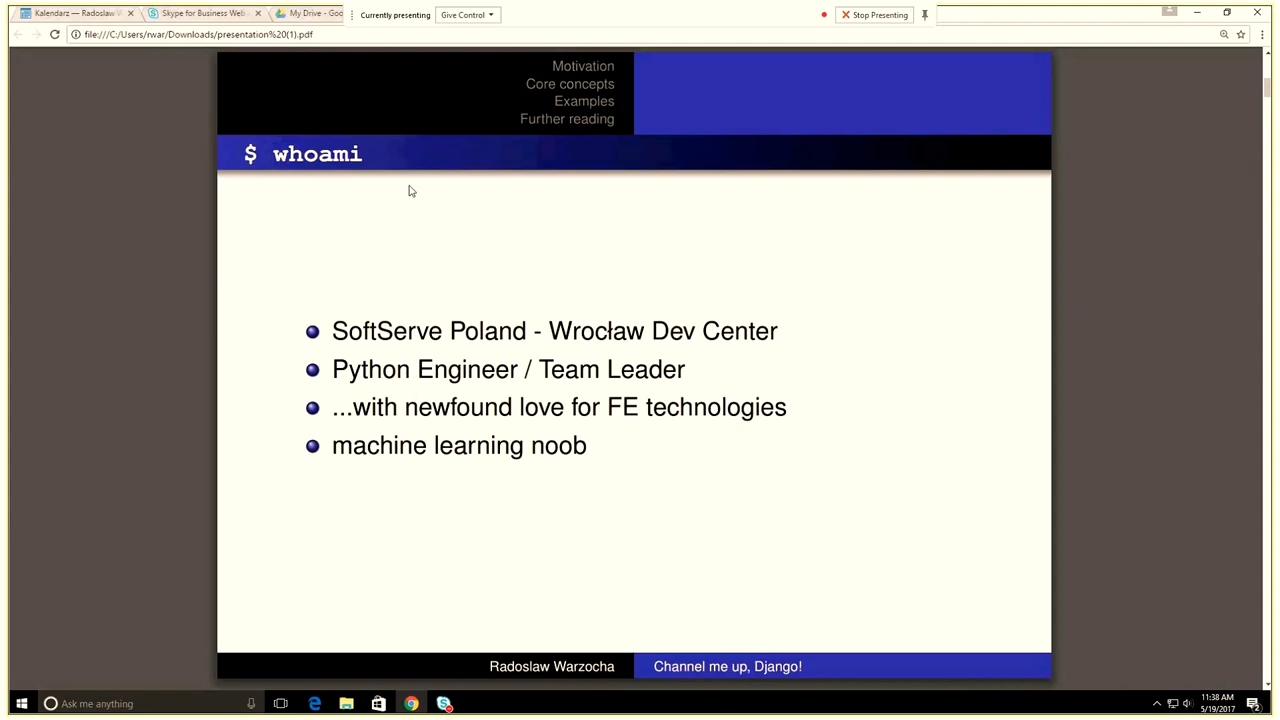 Kalendarz — Radoslaw W
Skype for Business Web
My Drive - Goo
Currently presenting
Give Control
Stop Presenting
file:///C:/Users/rwar/Downloads/presentation%20(1).pdf
Motivation
Core concepts
Examples
Further reading
$ whoami
SoftServe Poland - Wrocław Dev Center
Python Engineer / Team Leader
...with newfound love for FE technologies
machine learning noob
Radoslaw Warzocha
Channel me up, Django!
Ask me anything
11:38 AM
5/19/2017
2